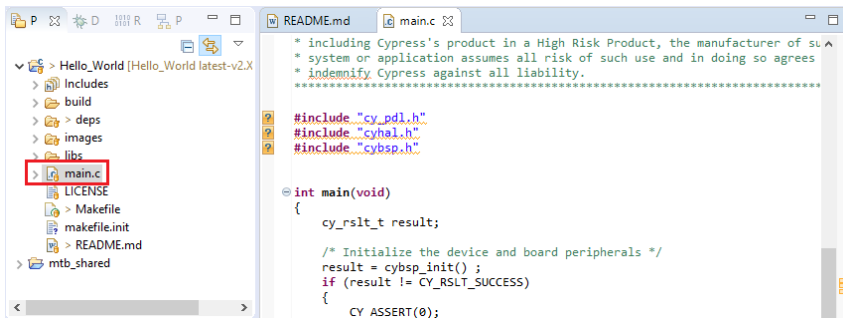 P D R P
Hello_World [Hello_World latest-v2.X
Includes
build
> deps
images
libs
main.c
LICENSE
> Makefile
makefile.init
> README.md
mtb_shared
README.md main.c
* including Cypress's product in a High Risk Product, the manufacturer of su
* system or application assumes all risk of such use and in doing so agrees
* indemnify Cypress against all liability.
*******************************************************************************
#include "cy_pdl.h"
#include "cyhal.h"
#include "cybsp.h"
int main(void)
{
cy_rslt_t result;
/* Initialize the device and board peripherals */
result = cybsp_init() ;
if (result != CY_RSLT_SUCCESS)
{
CY_ASSERT(0);